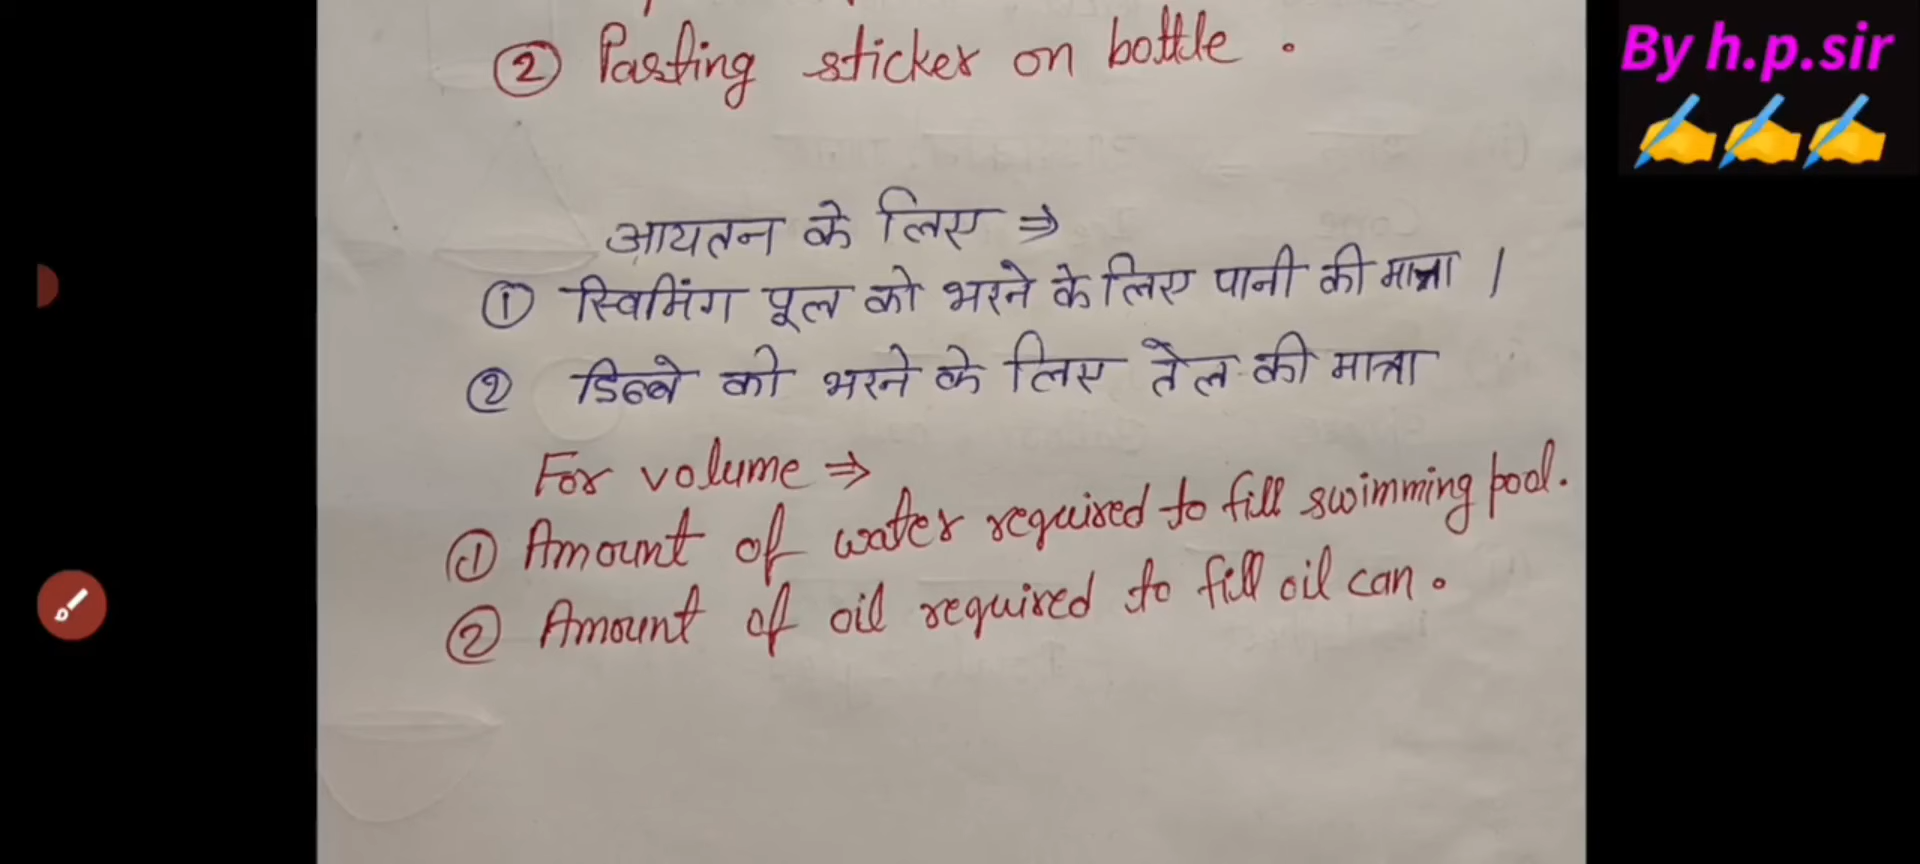 ② Pasting sticker on bottle .
By h.p.sir
आयतन के लिए ⇒
① स्विमिंग पूल को भरने के लिए पानी की मात्रा ।
② डिब्बे को भरने के लिए तेल की मात्रा
For volume ⇒
① Amount of water required to fill swimming pool.
② Amount of oil required to fill oil can .